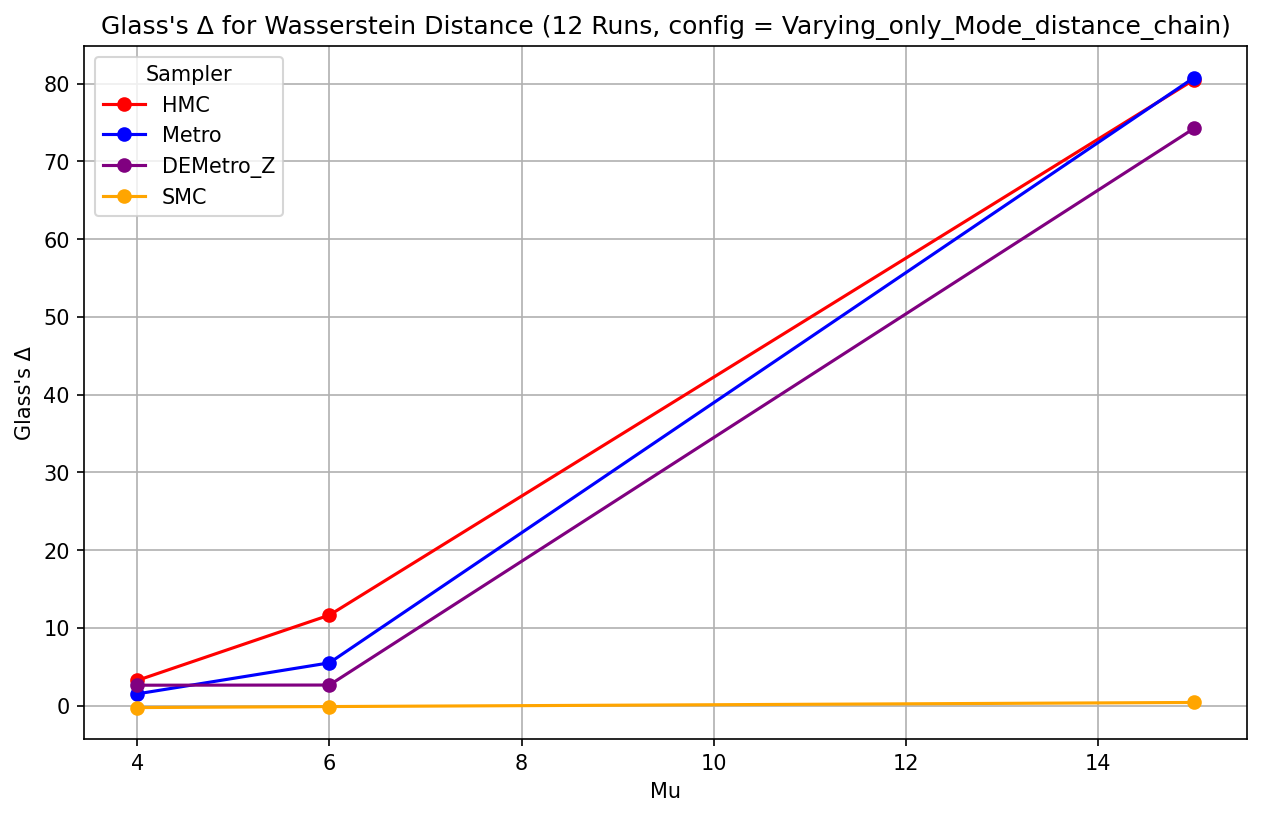 Glass's Δ for Wasserstein Distance (12 Runs, config = Varying_only_Mode_distance_chain)
Sampler
HMC
Metro
DEMetro_Z
SMC
Glass's Δ
80
70
60
50
40
30
20
10
0
4
6
8
10
12
14
Mu